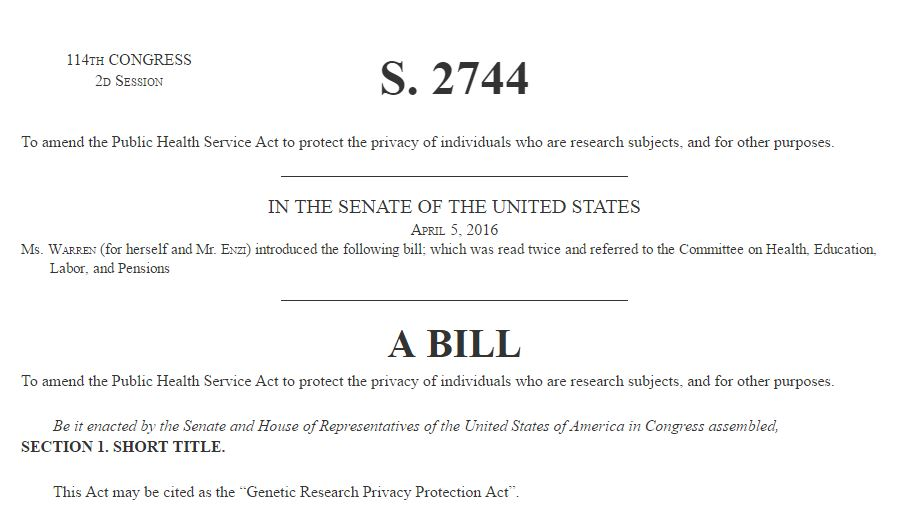 114TH CONGRESS
2D SESSION
S. 2744
To amend the Public Health Service Act to protect the privacy of individuals who are research subjects, and for other purposes.
IN THE SENATE OF THE UNITED STATES
APRIL 5, 2016
Ms. WARREN (for herself and Mr. ENZI) introduced the following bill; which was read twice and referred to the Committee on Health, Education,
Labor, and Pensions
A BILL
To amend the Public Health Service Act to protect the privacy of individuals who are research subjects, and for other purposes.
Be it enacted by the Senate and House of Representatives of the United States of America in Congress assembled,
SECTION 1. SHORT TITLE.
This Act may be cited as the “Genetic Research Privacy Protection Act”.